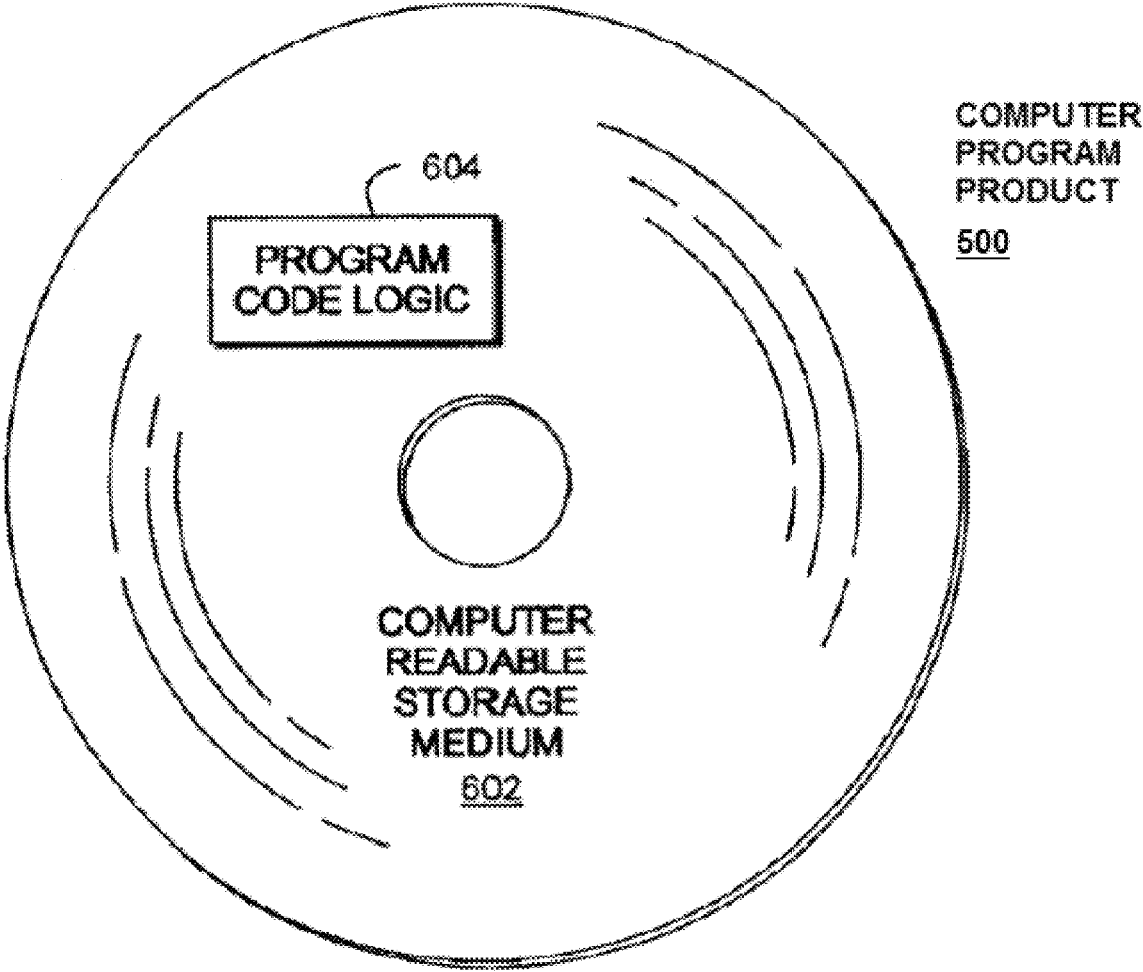 COMPUTER
PROGRAM
PRODUCT
500
604
PROGRAM
CODE LOGIC
COMPUTER
READABLE
STORAGE
MEDIUM
602